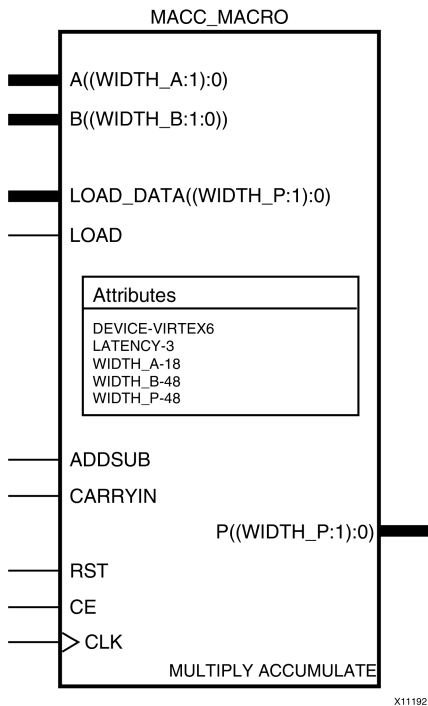 MACC_MACRO
A((WIDTH_A:1):0)
B((WIDTH_B:1:0))
LOAD_DATA((WIDTH_P:1):0)
LOAD
Attributes
DEVICE-VIRTEX6
LATENCY-3
WIDTH_A-18
WIDTH_B-48
WIDTH_P-48
ADDSUB
CARRYIN
P((WIDTH_P:1):0)
RST
CE
CLK
MULTIPLY ACCUMULATE
X11192